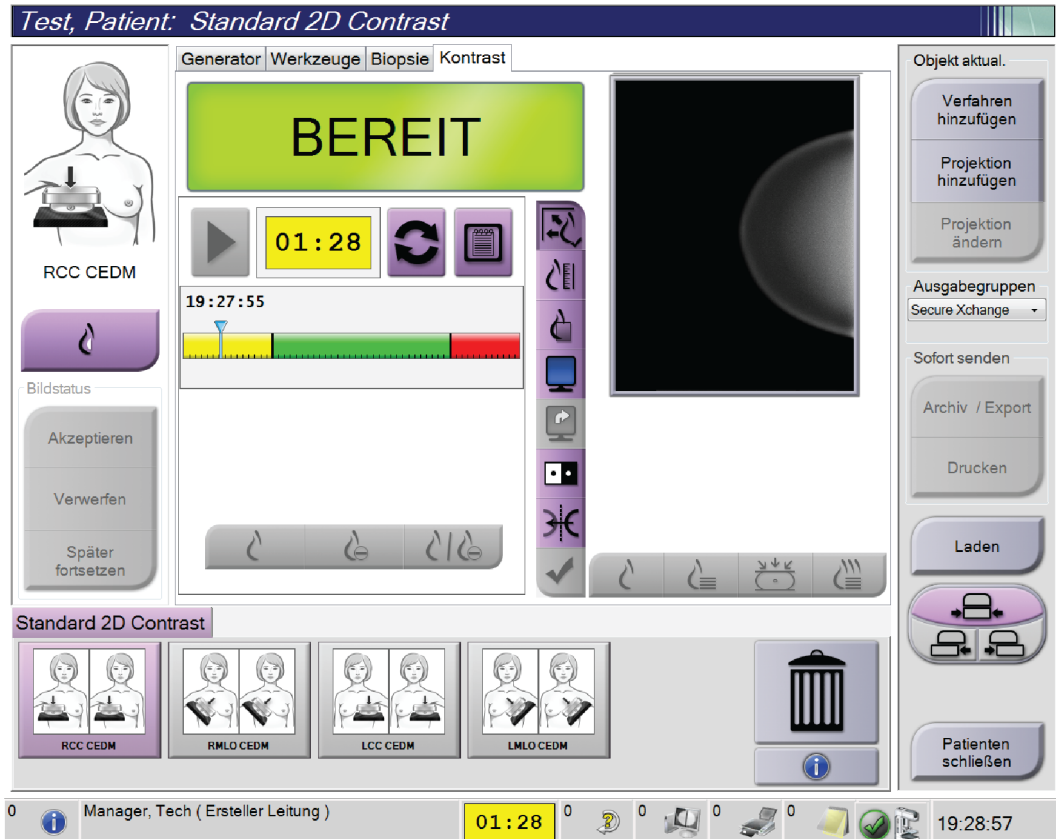 Test, Patient: Standard 2D Contrast
Generator Werkzeuge Biopsie Kontrast
BEREIT
01:28
19:27:55
RCC CEDM
Bildstatus
Akzeptieren
Verwerfen
Später
fortsetzen
Objekt aktual.
Verfahren
hinzufügen
Projektion
hinzufügen
Projektion
ändern
Ausgabegruppen
Secure Xchange
Sofort senden
Archiv / Export
Drucken
Laden
Patienten
schließen
Standard 2D Contrast
RCC CEDM
RMLO CEDM
LCC CEDM
LMLO CEDM
0 Manager, Tech ( Ersteller Leitung ) 01:28 0 0 0 0 19:28:57